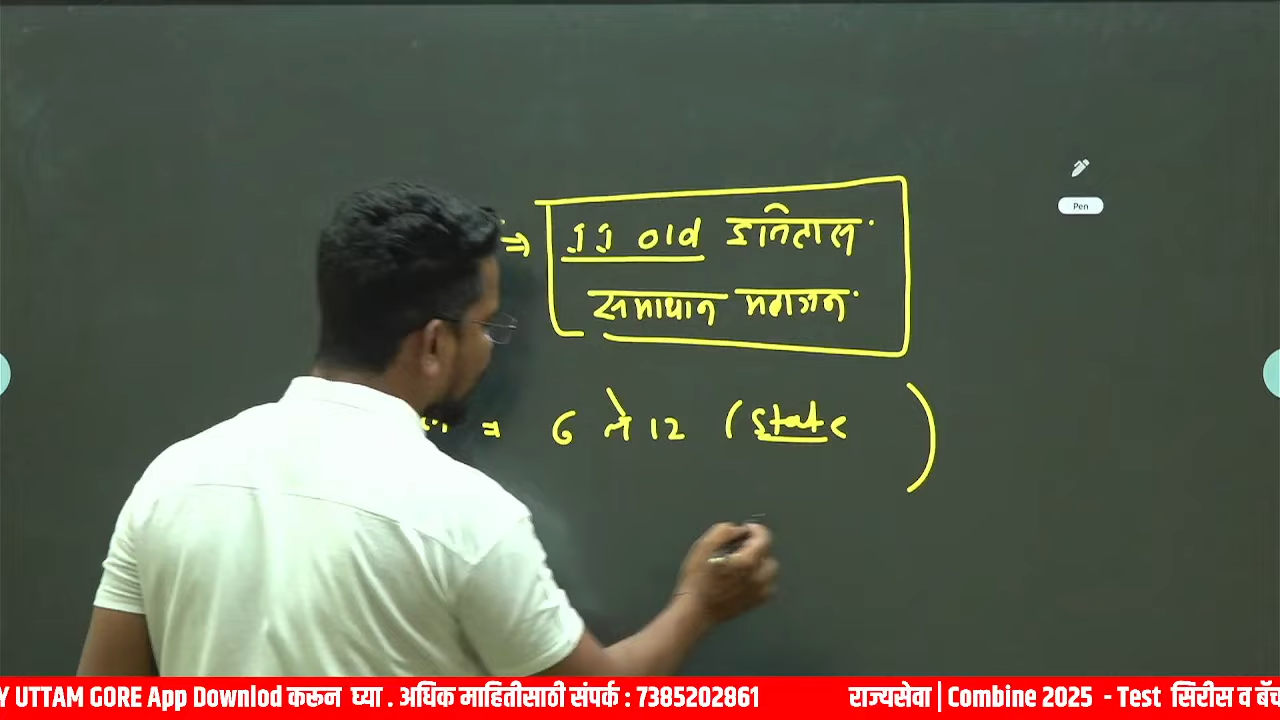 ⇒ JJ old इतिहास.
समाधान महाजन.
= 6 ते 12 (State )
Pen
Y UTTAM GORE App Downlod करून घ्या . अधिक माहितीसाठी संपर्क : 7385202861 राज्यसेवा | Combine 2025 - Test सिरीस व बॅच